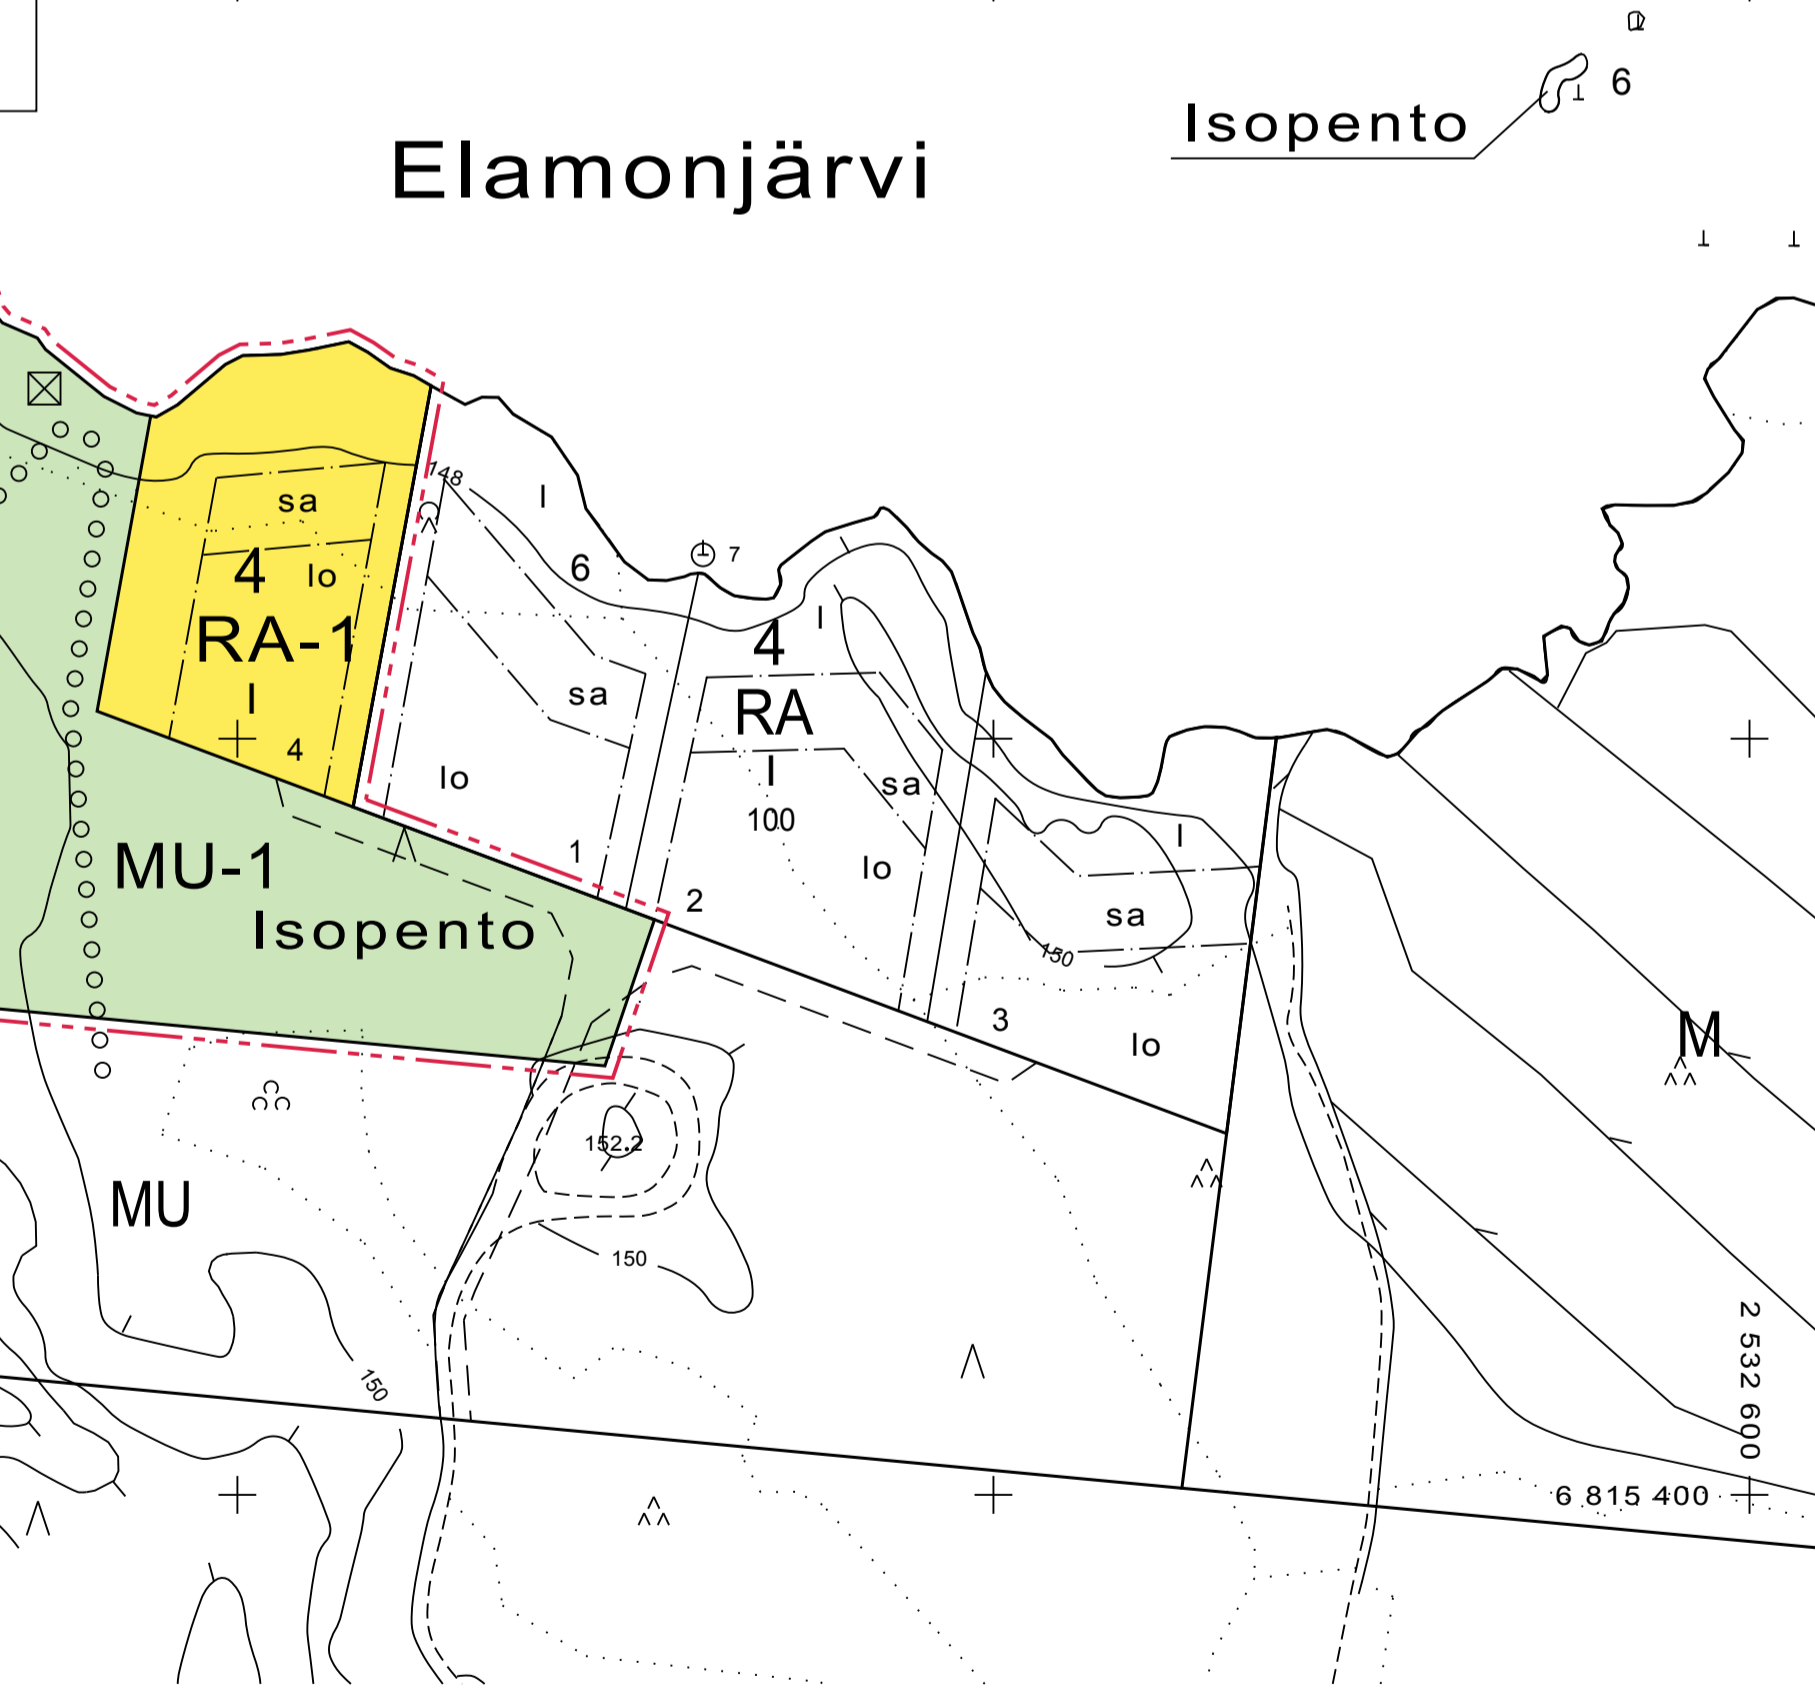 6
Isopento
Elamonjärvi
148
I
sa
7
6
4
lo
I
RA-1
4
sa
RA
I
4
lo
I
sa
100
I
1
MU-1
lo
2
sa
Isopento
150
3
lo
M
152.2
MU
150
150
2 532 600
6 815 400